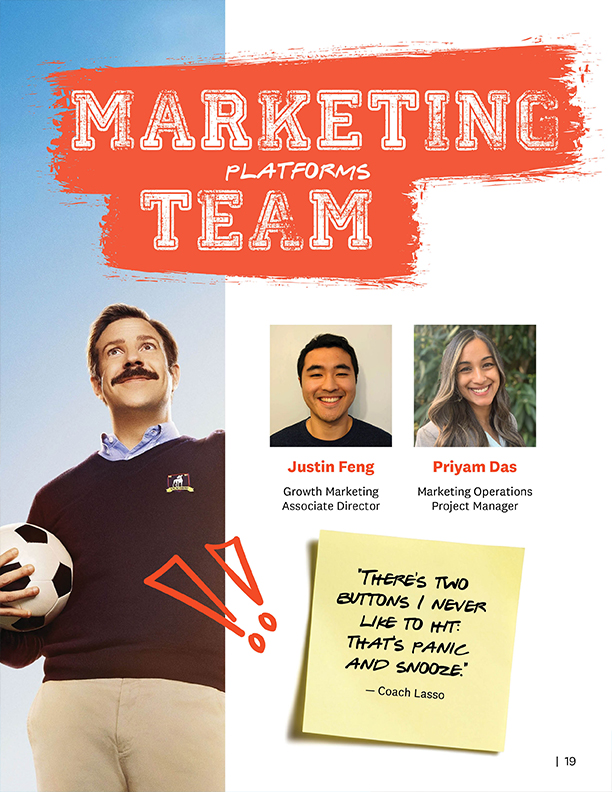 MARKETING
PLATFORMS
TEAM
Justin Feng
Growth Marketing
Associate Director
Priyam Das
Marketing Operations
Project Manager
"THERE'S TWO
BUTTONS I NEVER
LIKE TO HIT:
THAT'S PANIC
AND SNOOZE."
— Coach Lasso
| 19